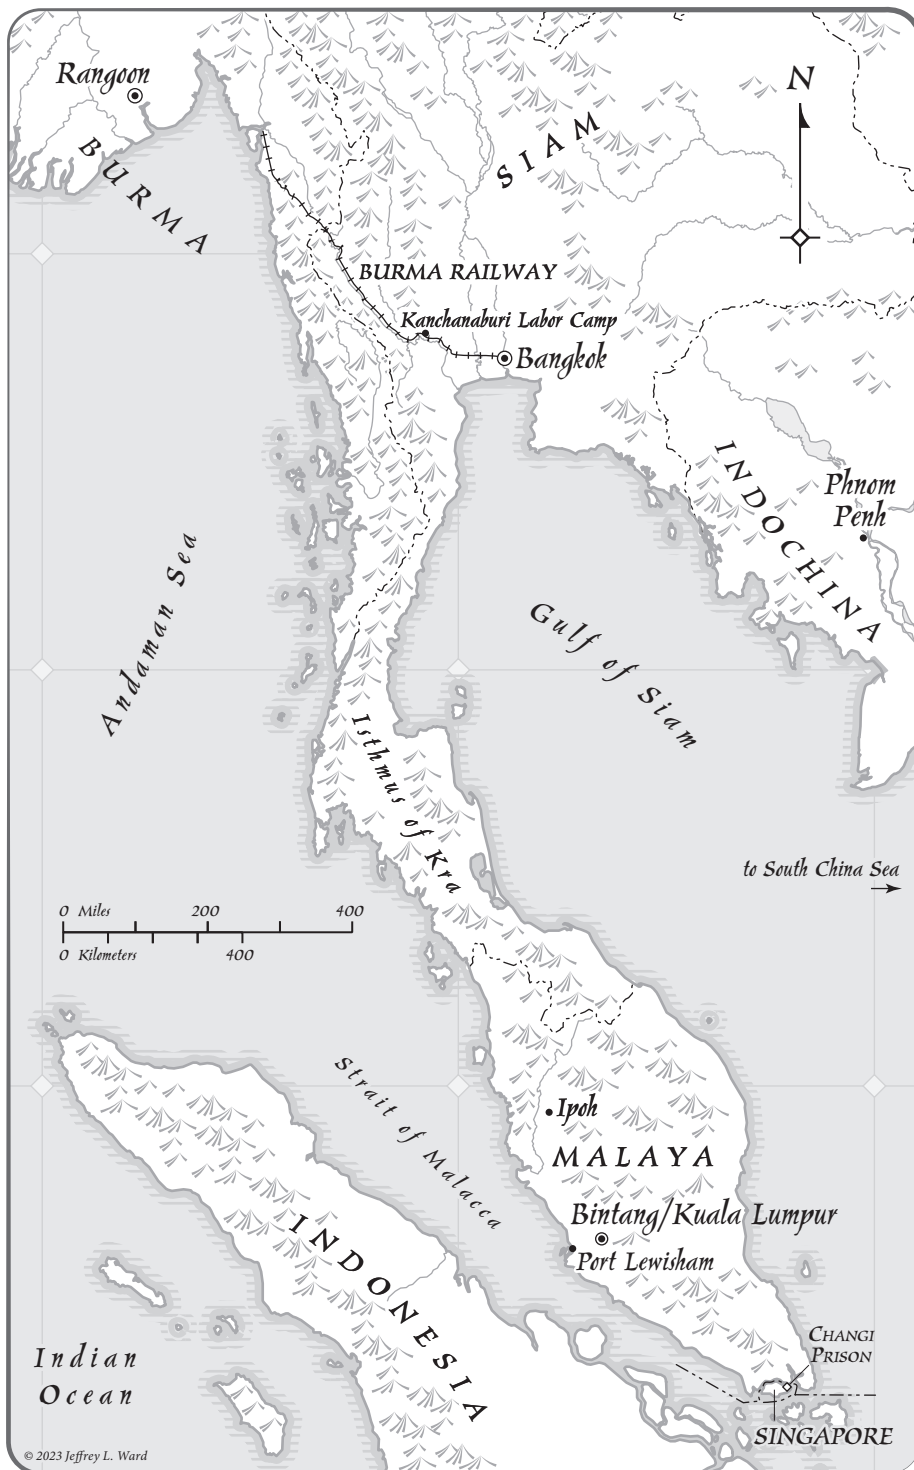 Rangoon
BURMA
SIAM
N
BURMA RAILWAY
Kanchanaburi Labor Camp
Bangkok
INDOCHINA
Phnom
Penh
Andaman Sea
Gulf of Siam
Isthmus of Kra
to South China Sea
0 Miles 200 400
0 Kilometers 400
Strait of Malacca
Ipoh
MALAYA
Bintang/Kuala Lumpur
Port Lewisham
INDONESIA
Indian
Ocean
CHANGI
PRISON
SINGAPORE
© 2023 Jeffrey L. Ward